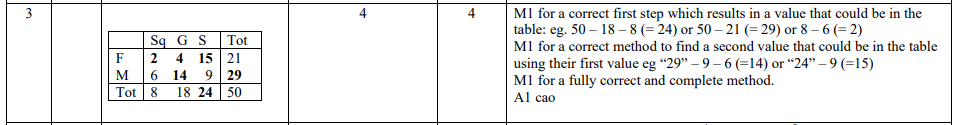 3 4 4 M1 for a correct first step which results in a value that could be in the
table: eg. 50 – 18 – 8 (= 24) or 50 – 21 (= 29) or 8 – 6 (= 2)
Sq G S Tot
M1 for a correct method to find a second value that could be in the table
F 2 4 15 21
using their first value eg “29” – 9 – 6 (=14) or “24” – 9 (=15)
M 6 14 9 29
M1 for a fully correct and complete method.
Tot 8 18 24 50
A1 cao